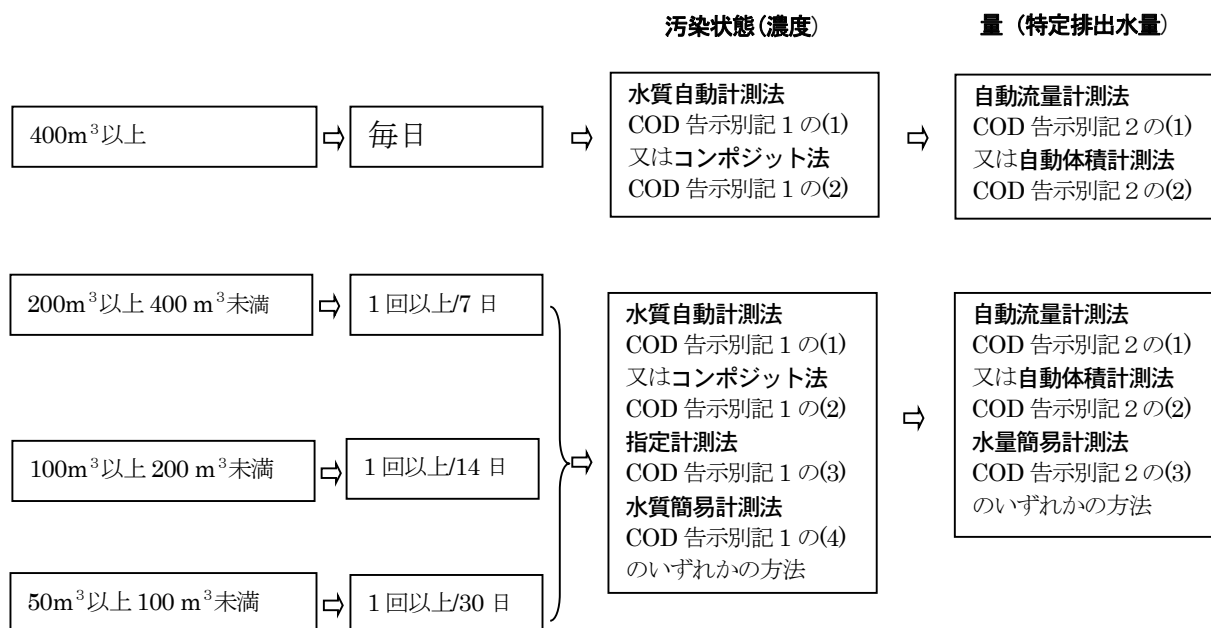 汚染状態(濃度)
量（特定排出水量）
400m³以上
毎日
水質自動計測法
COD 告示別記 1 の(1)
又はコンポジット法
COD 告示別記 1 の(2)
自動流量計測法
COD 告示別記 2 の(1)
又は自動体積計測法
COD 告示別記 2 の(2)
200m³以上 400 m³未満
1 回以上/7 日
100m³以上 200 m³未満
1 回以上/14 日
50m³以上 100 m³未満
1 回以上/30 日
水質自動計測法
COD 告示別記 1 の(1)
又はコンポジット法
COD 告示別記 1 の(2)
指定計測法
COD 告示別記 1 の(3)
水質簡易計測法
COD 告示別記 1 の(4)
のいずれかの方法
自動流量計測法
COD 告示別記 2 の(1)
又は自動体積計測法
COD 告示別記 2 の(2)
水量簡易計測法
COD 告示別記 2 の(3)
のいずれかの方法